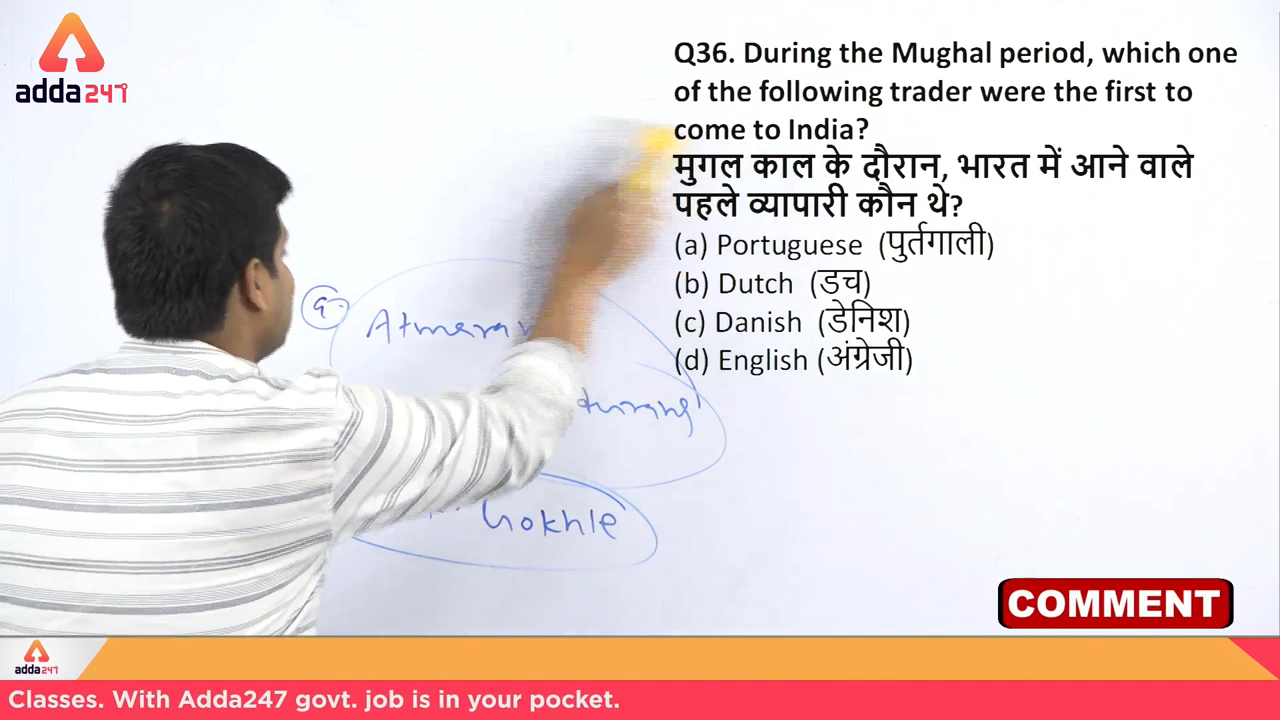 adda247
Q36. During the Mughal period, which one
of the following trader were the first to
come to India?
मुगल काल के दौरान, भारत में आने वाले
पहले व्यापारी कौन थे?
(a) Portuguese (पुर्तगाली)
(b) Dutch (डच)
(c) Danish (डेनिश)
(d) English (अंग्रेजी)
Gokhle
COMMENT
adda247
Classes. With Adda247 govt. job is in your pocket.